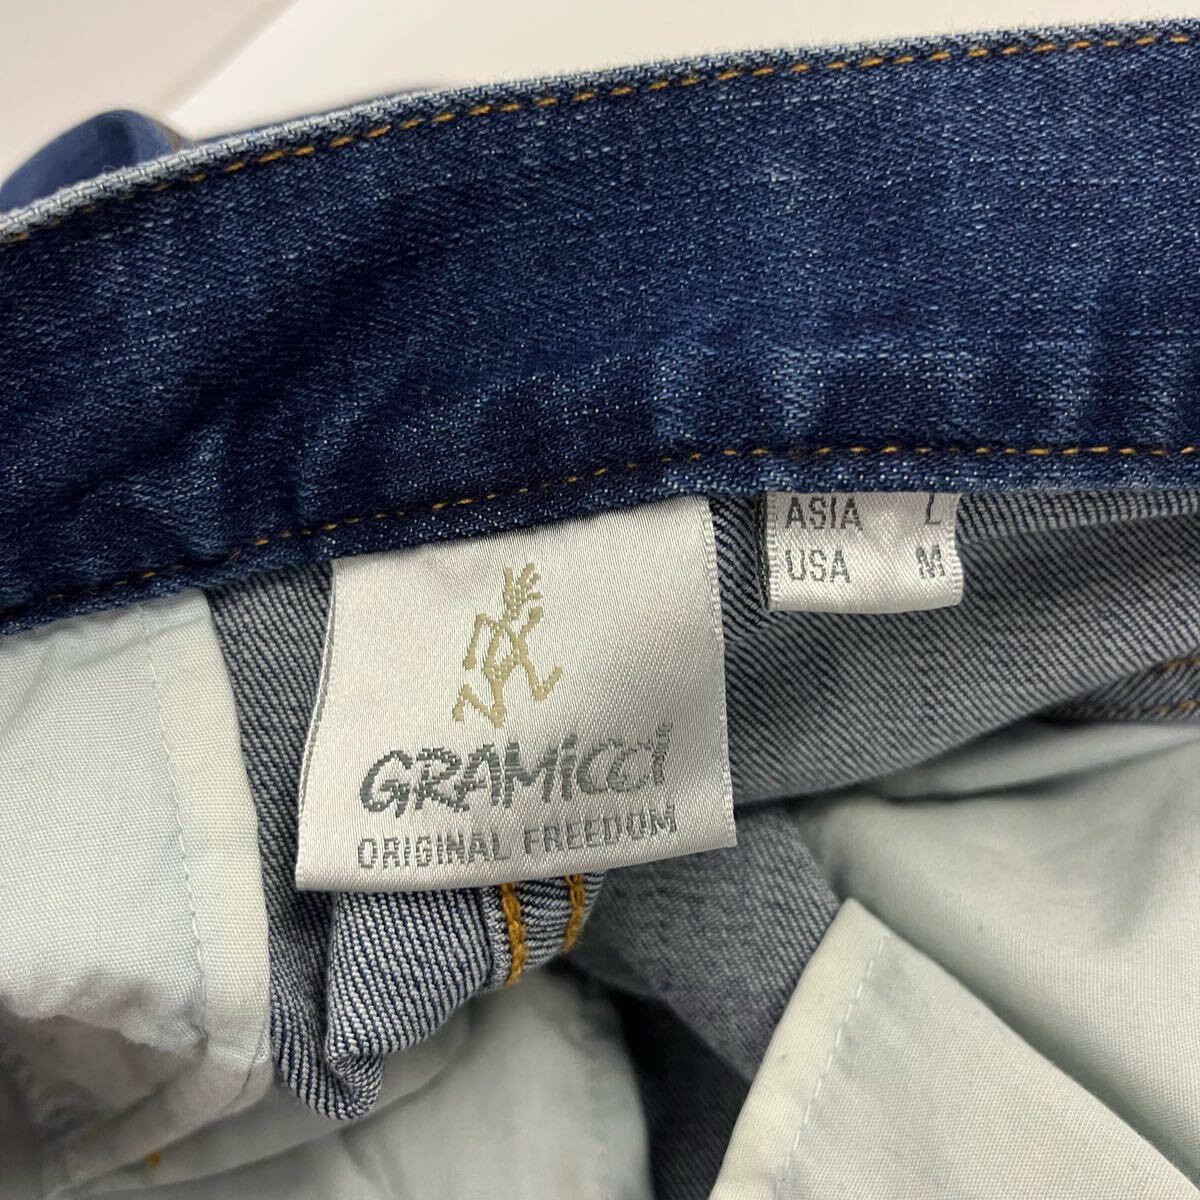 GRAMiCCi
ORIGINAL FREEDOM
ASIA L
USA M